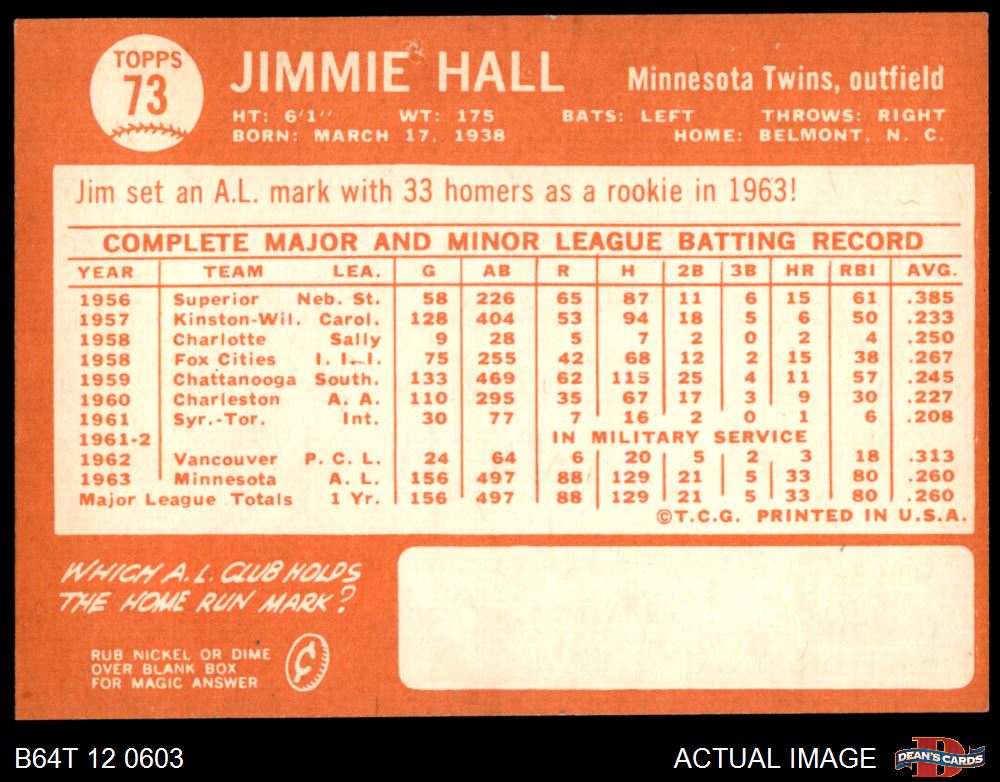 TOPPS
73
JIMMIE HALL
Minnesota Twins, outfield
HT: 6'1" WT: 175 BATS: LEFT THROWS: RIGHT
BORN: MARCH 17, 1938 HOME: BELMONT, N. C.
Jim set an A.L. mark with 33 homers as a rookie in 1963!
COMPLETE MAJOR AND MINOR LEAGUE BATTING RECORD
YEAR TEAM LEA. G AB R H 2B 3B HR RBI AVG.
1956 Superior Neb. St. 58 226 65 87 11 6 15 61 .385
1957 Kinston-Wil. Carol. 128 404 53 94 18 5 6 50 .233
1958 Charlotte Sally 9 28 5 7 2 0 2 4 .250
1958 Fox Cities I. I. I. 75 255 42 68 12 2 15 38 .267
1959 Chattanooga South. 133 469 62 115 25 4 11 57 .245
1960 Charleston A. A. 110 295 35 67 17 3 9 30 .227
1961 Syr.-Tor. Int. 30 77 7 16 2 0 1 6 .208
1961-2 IN MILITARY SERVICE
1962 Vancouver P. C. L. 24 64 6 20 5 2 3 18 .313
1963 Minnesota A. L. 156 497 88 129 21 5 33 80 .260
Major League Totals 1 Yr. 156 497 88 129 21 5 33 80 .260
©T.C.G. PRINTED IN U.S.A.
WHICH A.L. CLUB HOLDS
THE HOME RUN MARK?
RUB NICKEL OR DIME
OVER BLANK BOX
FOR MAGIC ANSWER
¢
B64T 12 0603
ACTUAL IMAGE
D
DEAN'S CARDS